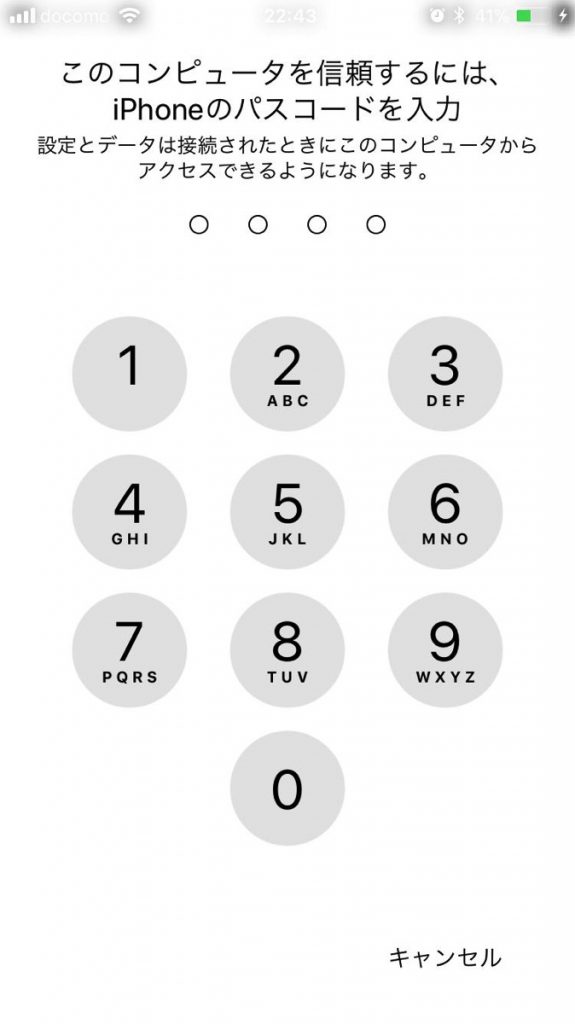 docomo 22:43 41%
このコンピュータを信頼するには、
iPhoneのパスコードを入力
設定とデータは接続されたときにこのコンピュータから
アクセスできるようになります。
1 2 3
ABC DEF
4 5 6
GHI JKL MNO
7 8 9
PQRS TUV WXYZ
0
キャンセル